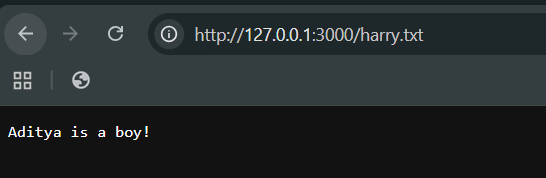 http://127.0.0.1:3000/harry.txt
Aditya is a boy!